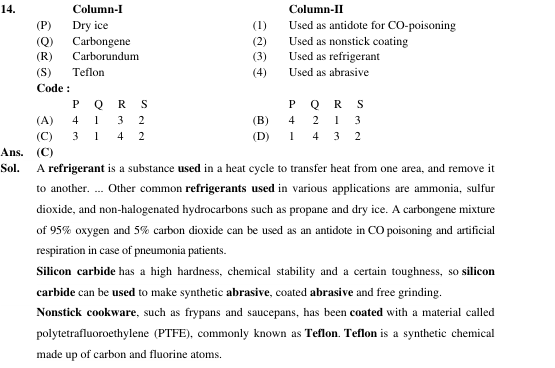 14. Column-I Column-II
(P) Dry ice (1) Used as antidote for CO-poisoning
(Q) Carbongene (2) Used as nonstick coating
(R) Carborundum (3) Used as refrigerant
(S) Teflon (4) Used as abrasive
Code :
P Q R S P Q R S
(A) 4 1 3 2 (B) 4 2 1 3
(C) 3 1 4 2 (D) 1 4 3 2
Ans. (C)
Sol. A refrigerant is a substance used in a heat cycle to transfer heat from one area, and remove it
to another. ... Other common refrigerants used in various applications are ammonia, sulfur
dioxide, and non-halogenated hydrocarbons such as propane and dry ice. A carbongene mixture
of 95% oxygen and 5% carbon dioxide can be used as an antidote in CO poisoning and artificial
respiration in case of pneumonia patients.
Silicon carbide has a high hardness, chemical stability and a certain toughness, so silicon
carbide can be used to make synthetic abrasive, coated abrasive and free grinding.
Nonstick cookware, such as frypans and saucepans, has been coated with a material called
polytetrafluoroethylene (PTFE), commonly known as Teflon. Teflon is a synthetic chemical
made up of carbon and fluorine atoms.